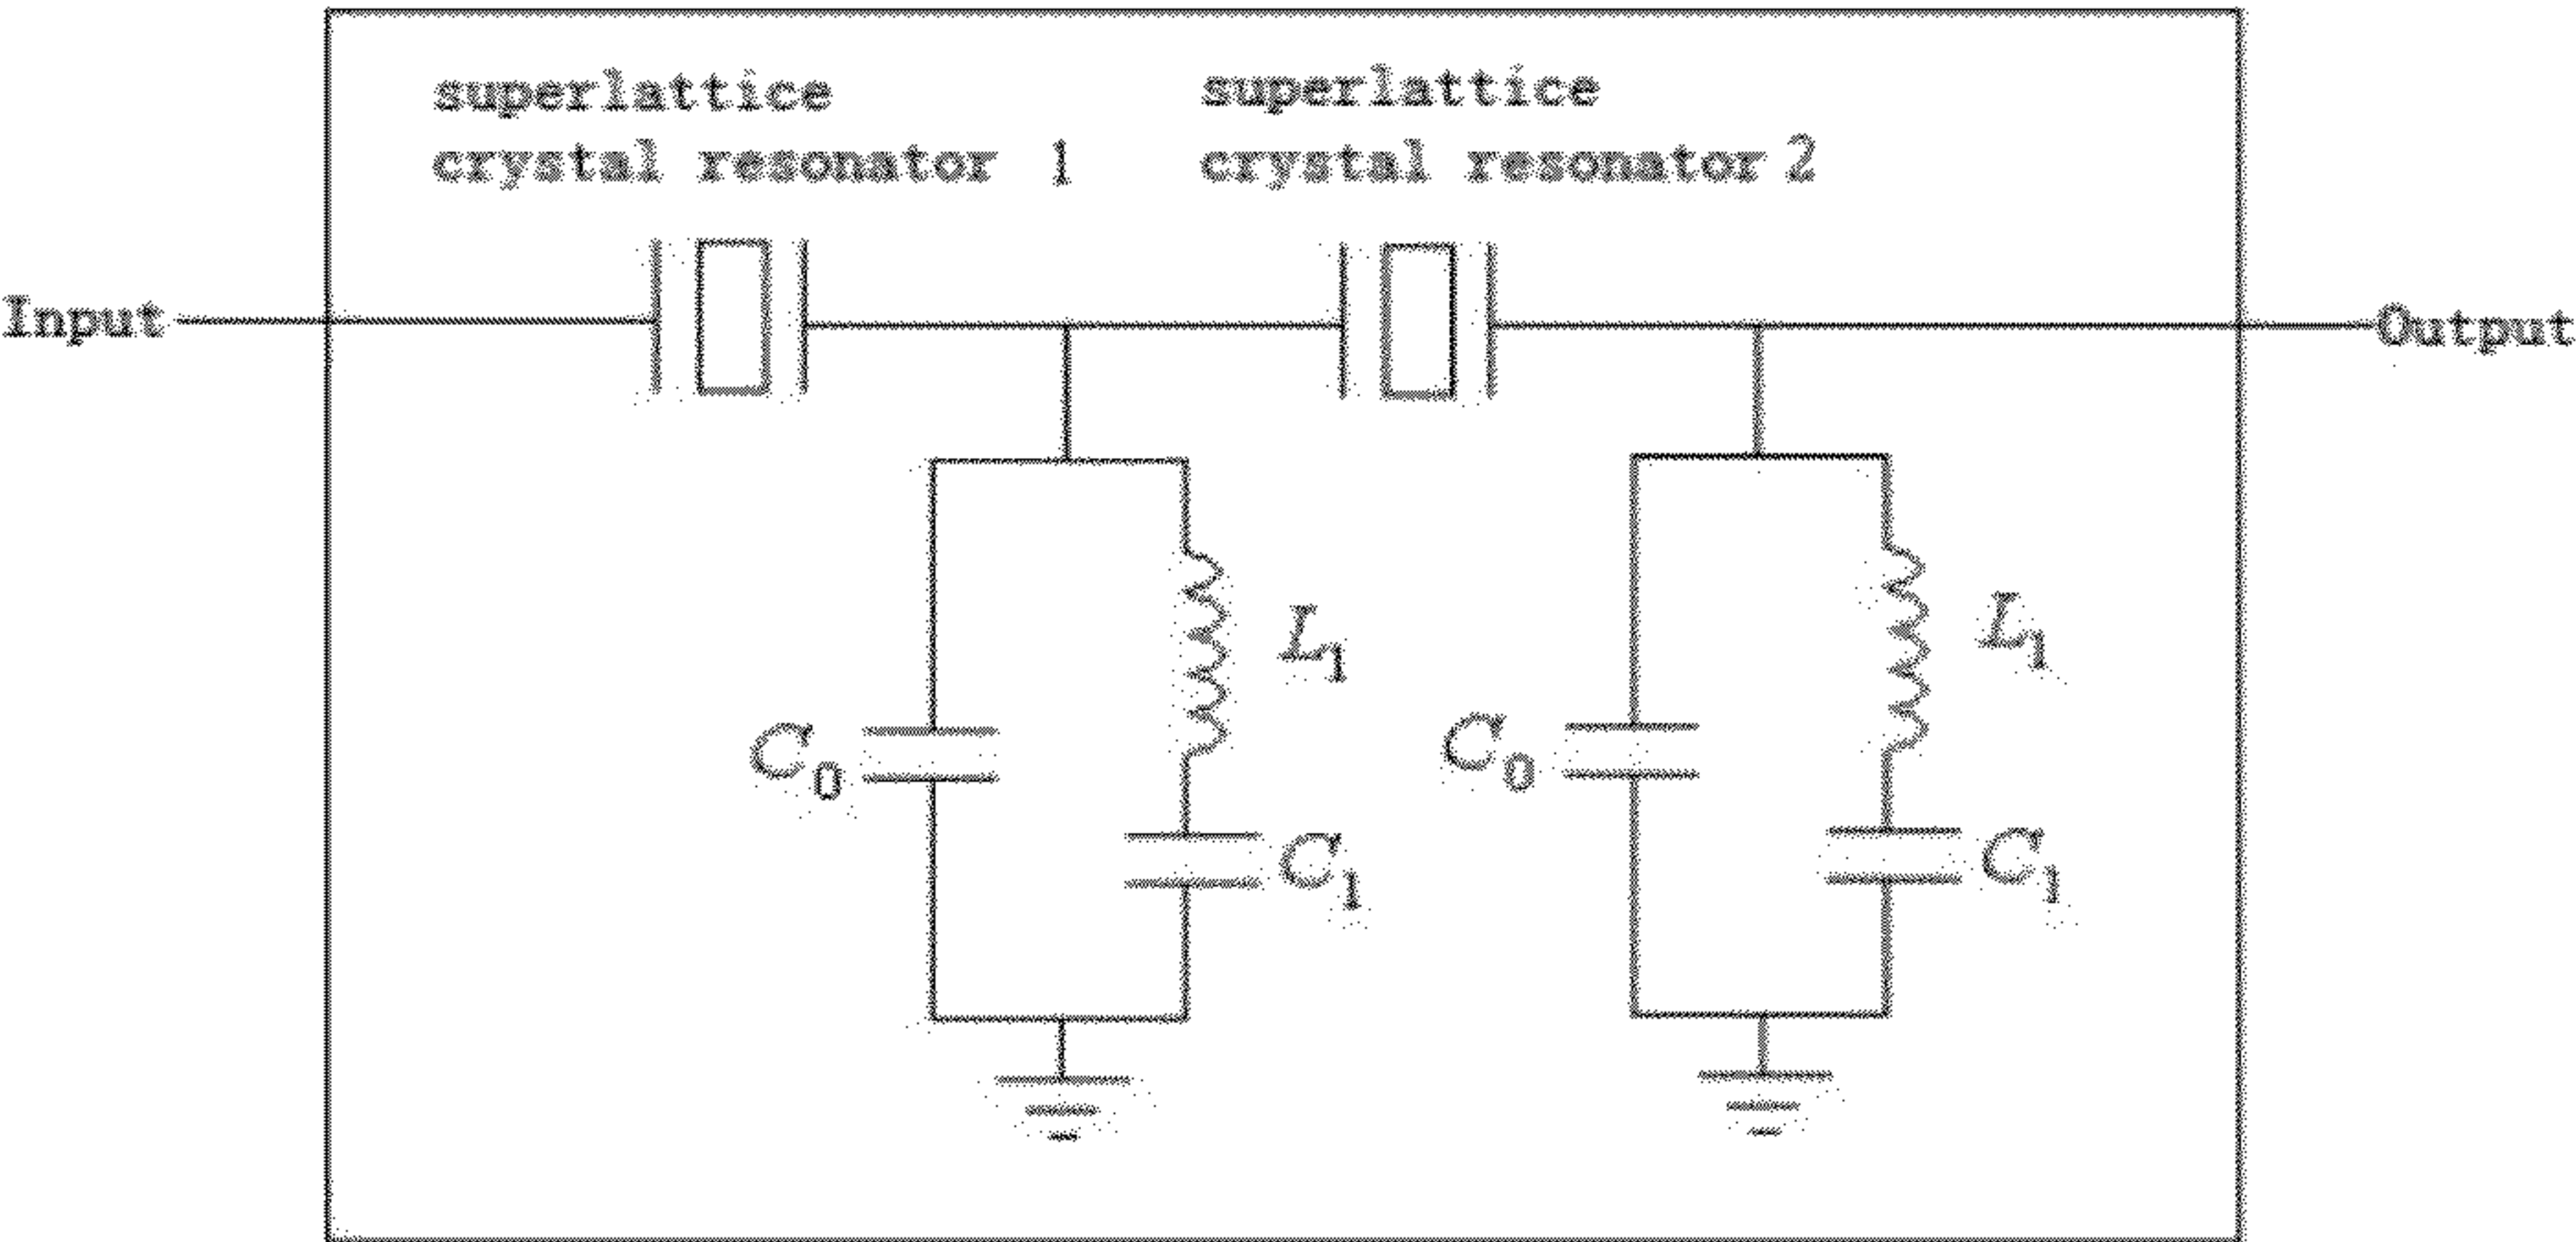 superlattice
crystal resonator 1
superlattice
crystal resonator 2
Input
Output
L1
L1
C0
C0
C1
C1